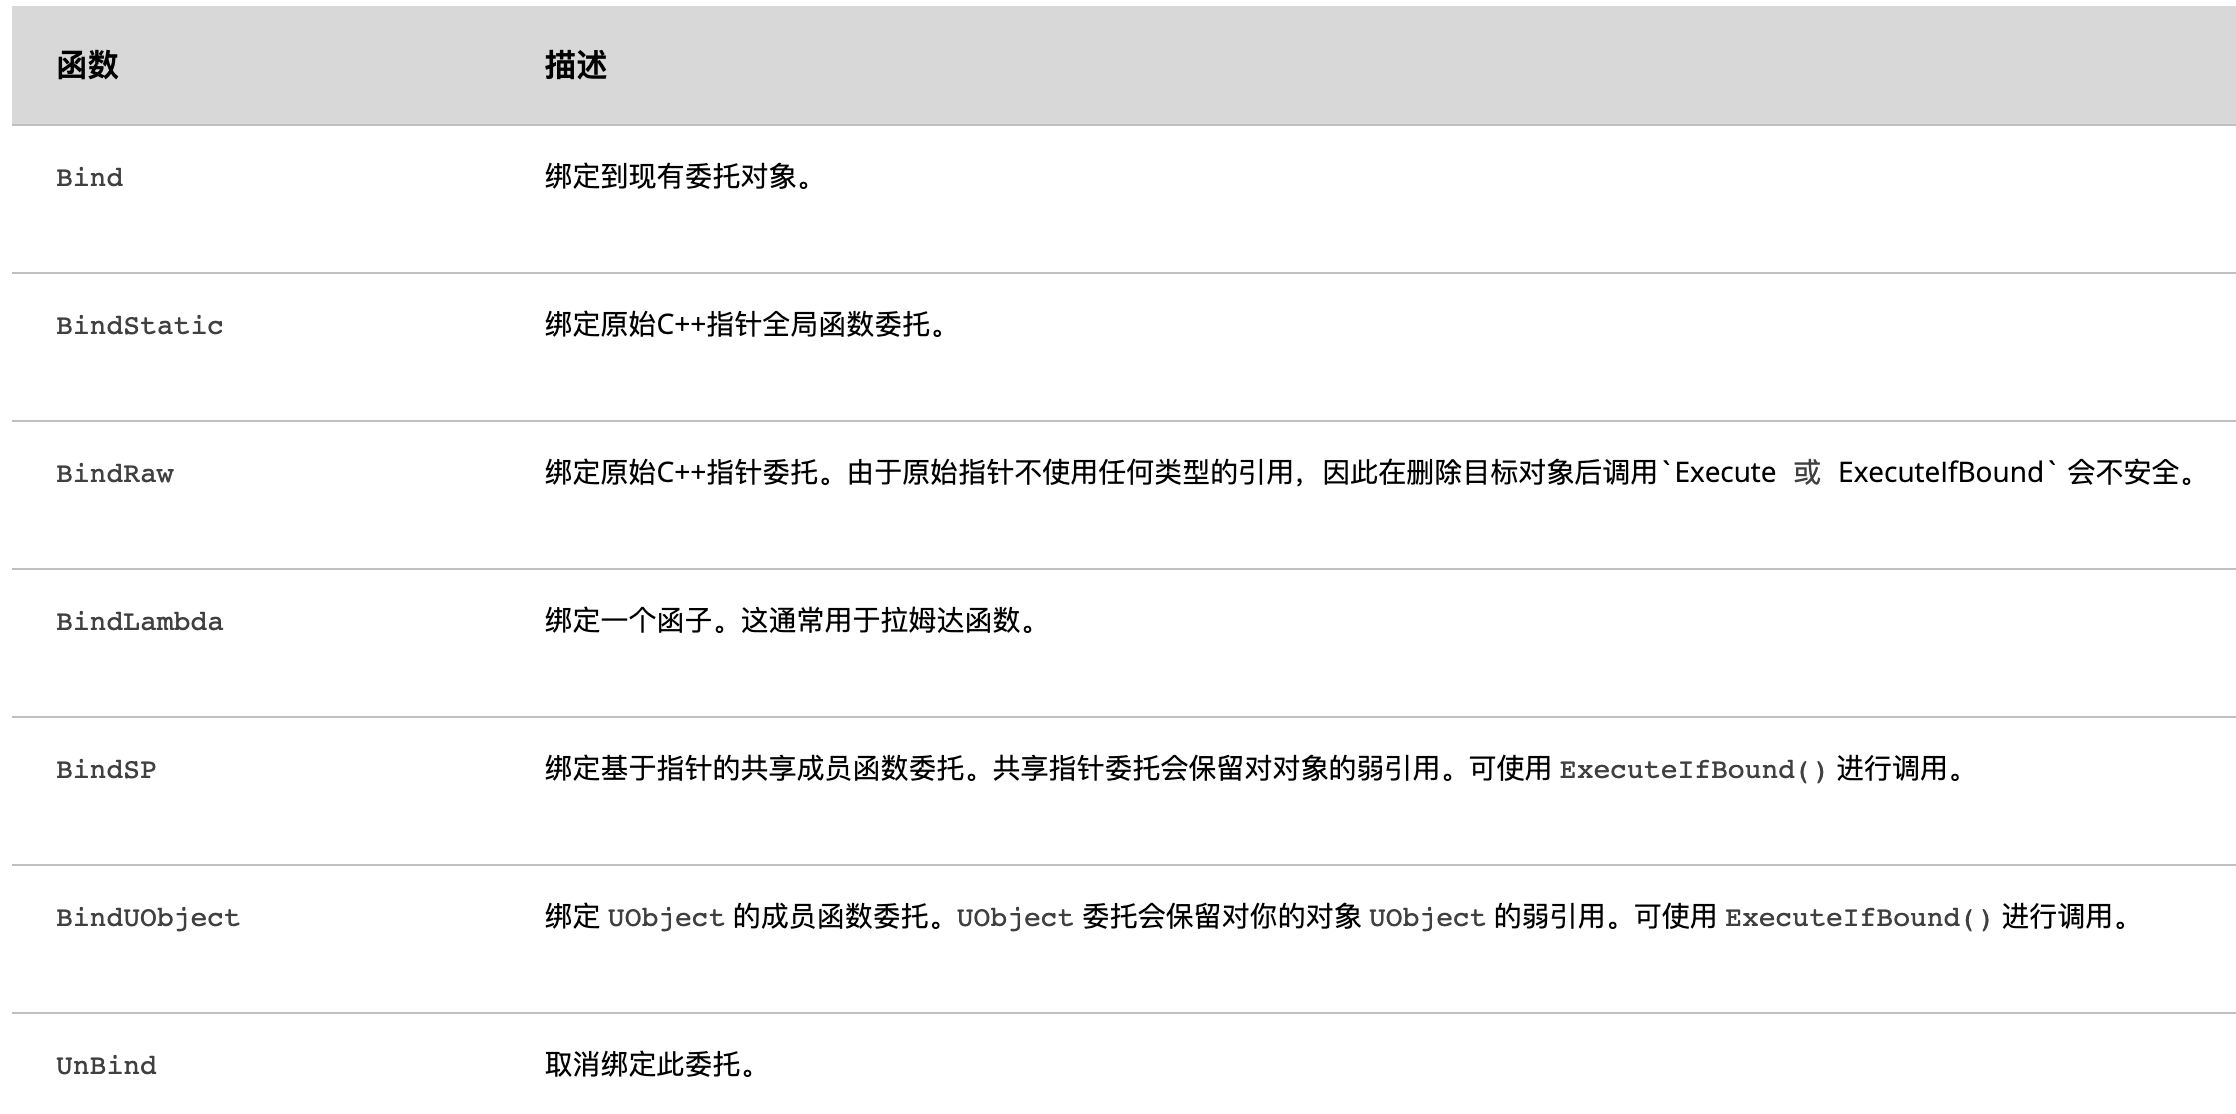 函数 描述
Bind 绑定到现有委托对象。
BindStatic 绑定原始C++指针全局函数委托。
BindRaw 绑定原始C++指针委托。由于原始指针不使用任何类型的引用，因此在删除目标对象后调用`Execute 或 ExecuteIfBound` 会不安全。
BindLambda 绑定一个函子。这通常用于拉姆达函数。
BindSP 绑定基于指针的共享成员函数委托。共享指针委托会保留对对象的弱引用。可使用 ExecuteIfBound() 进行调用。
BindUObject 绑定 UObject 的成员函数委托。UObject 委托会保留对你的对象 UObject 的弱引用。可使用 ExecuteIfBound() 进行调用。
UnBind 取消绑定此委托。